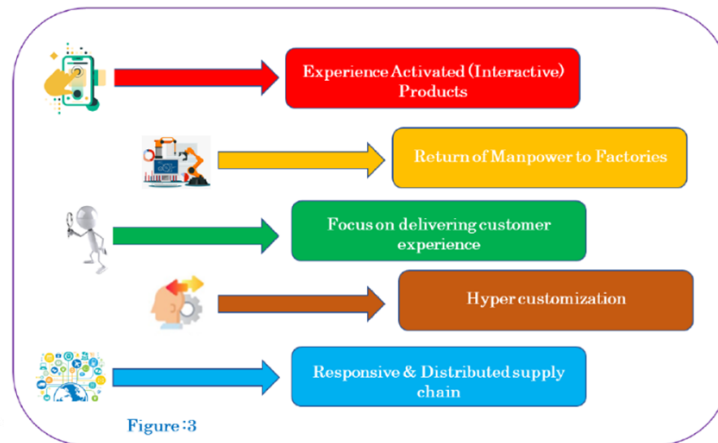 Experience Activated (Interactive)
Products
Return of Manpower to Factories
Focus on delivering customer
experience
Hyper customization
Responsive & Distributed supply
chain
Figure :3